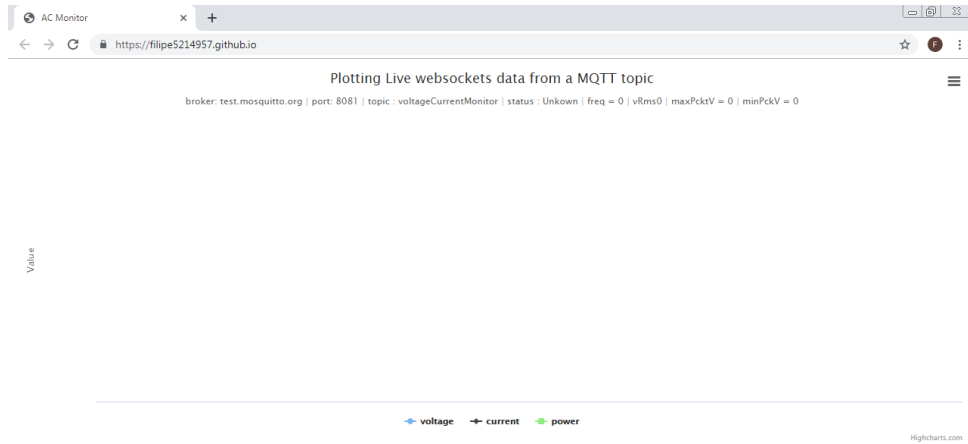 AC Monitor
https://filipe5214957.github.io
F
Plotting Live websockets data from a MQTT topic
broker: test.mosquitto.org | port: 8081 | topic : voltageCurrentMonitor | status : Unkown | freq = 0 | vRms0 | maxPcktV = 0 | minPckV = 0
Value
voltage current power
Highcharts.com